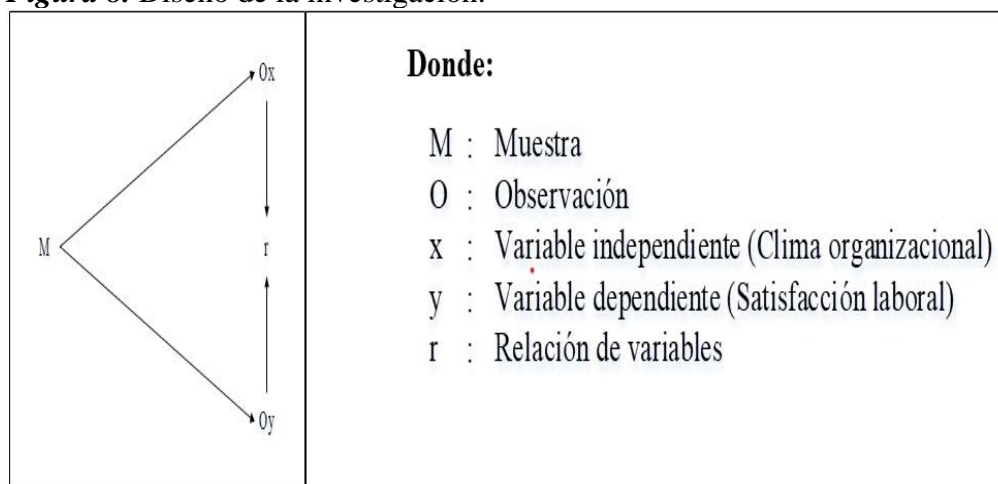 Figura 6. Diseño de la investigación.
Ox
M
r
Oy
Donde:
M : Muestra
O : Observación
x : Variable independiente (Clima organizacional)
y : Variable dependiente (Satisfacción laboral)
r : Relación de variables